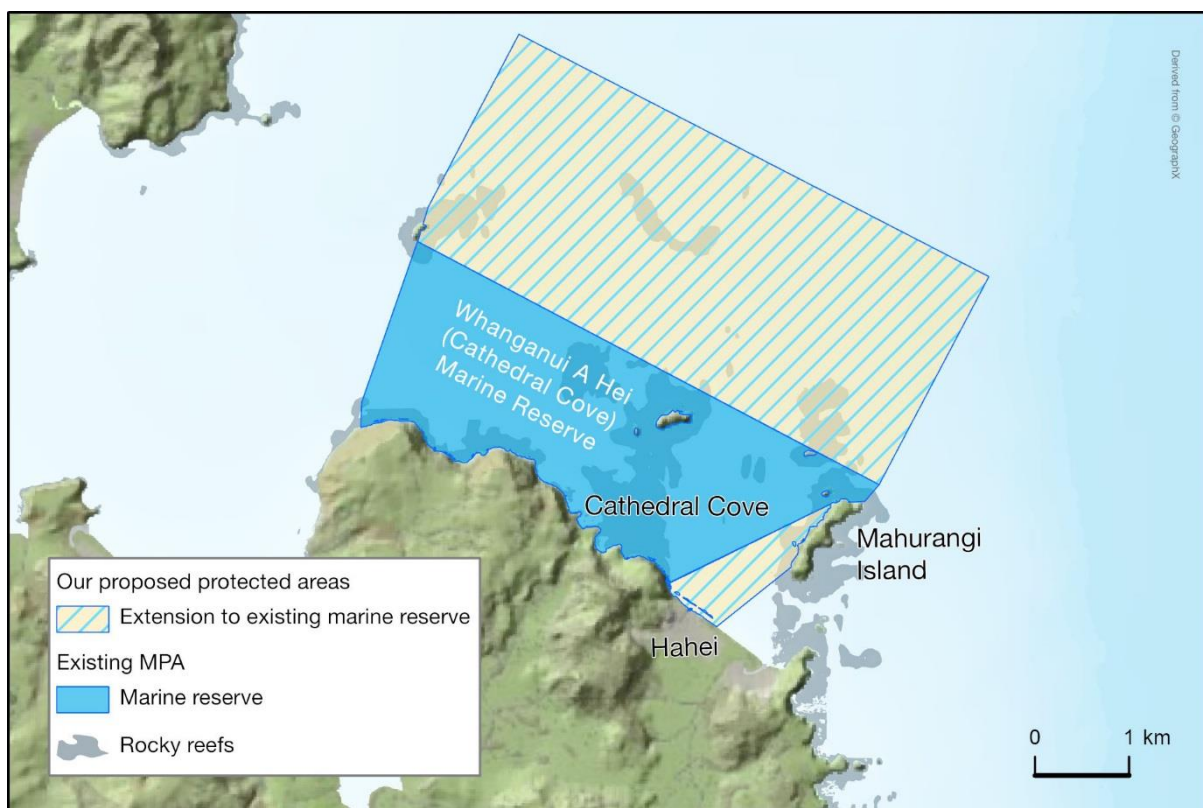 Derived from © GeographX
Whanganui A Hei
(Cathedral Cove)
Marine Reserve
Cathedral Cove
Mahurangi
Island
Hahei
Our proposed protected areas
Extension to existing marine reserve
Existing MPA
Marine reserve
Rocky reefs
0 1 km